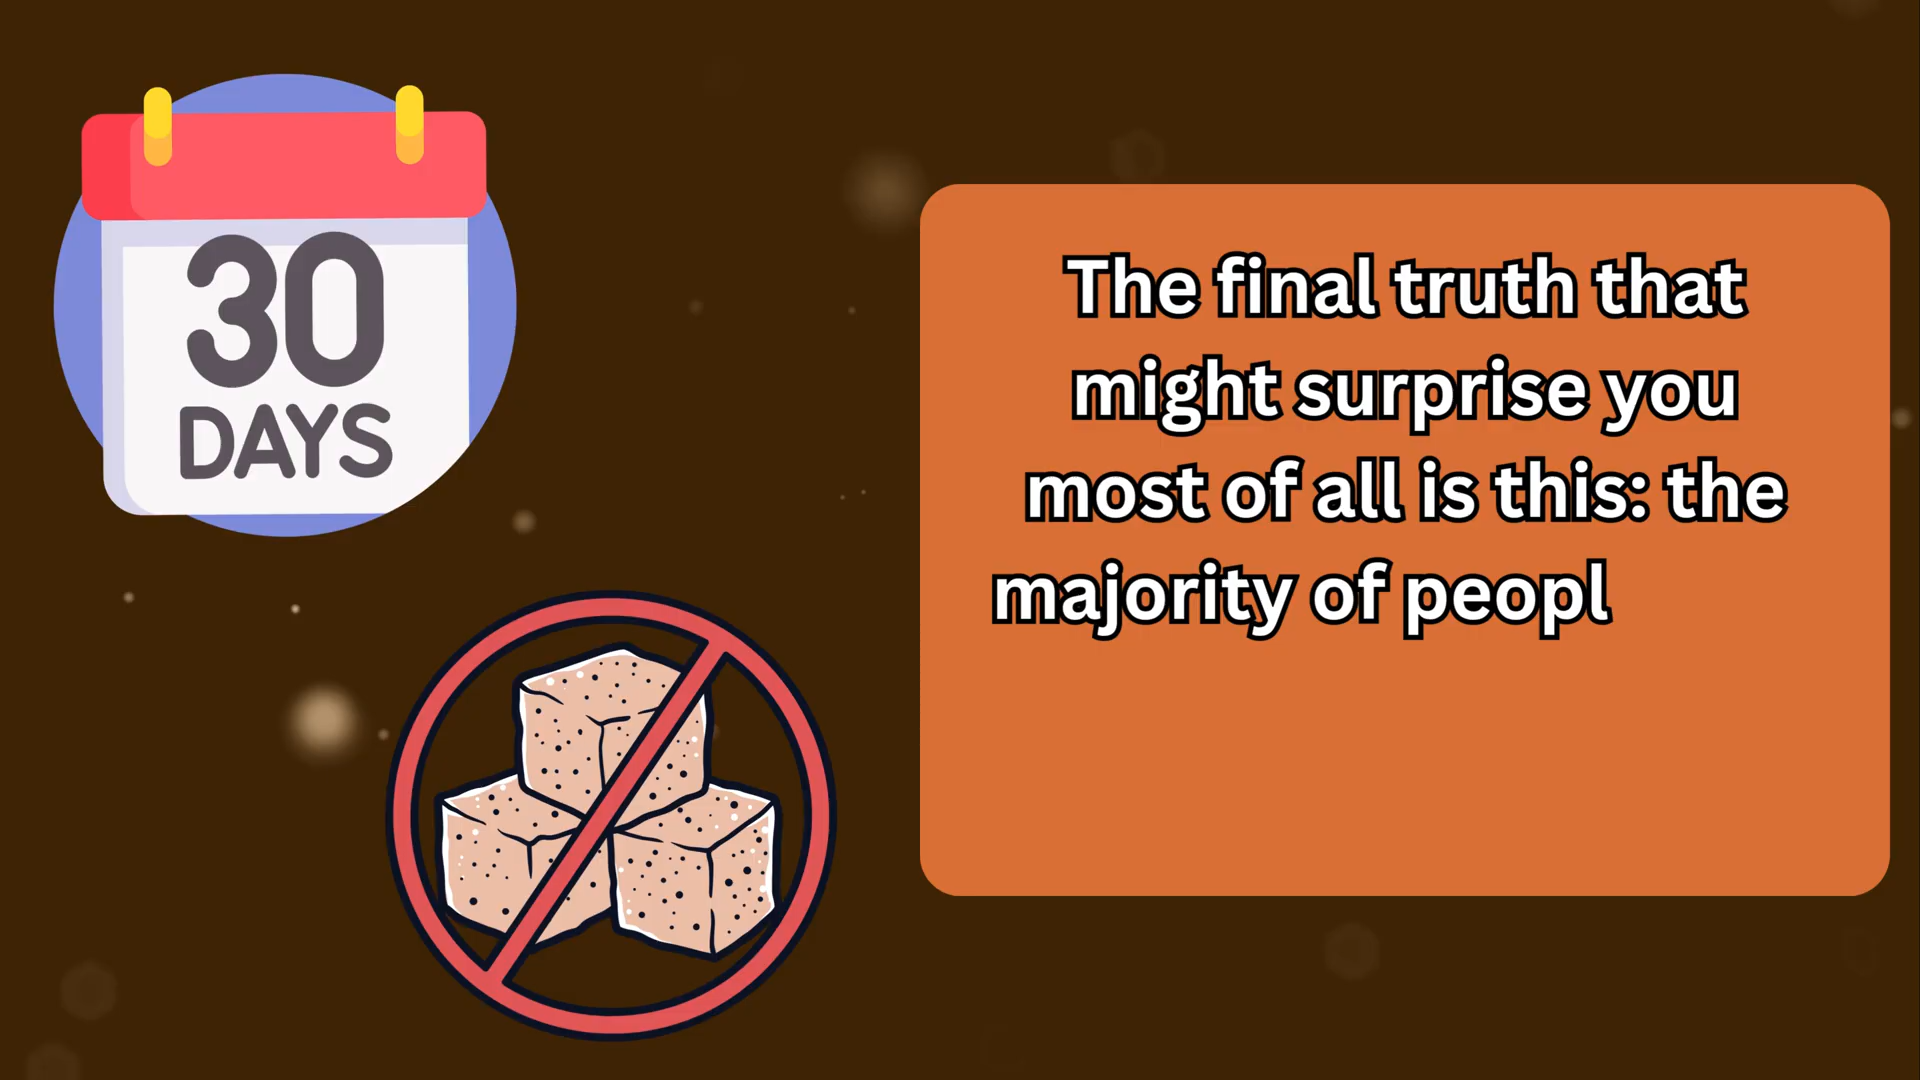 30
DAYS
The final truth that
might surprise you
most of all is this: the
majority of peopl